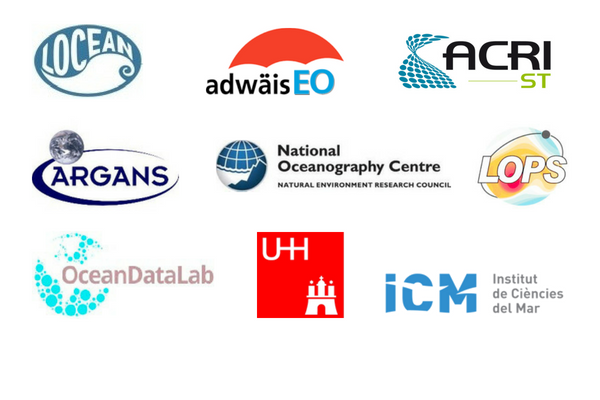 LOCEAN
adwäisEO
ACRI
ST
ARGANS
National
Oceanography Centre
NATURAL ENVIRONMENT RESEARCH COUNCIL
LOPS
OceanDataLab
UHH
iCM
Institut
de Ciències
del Mar